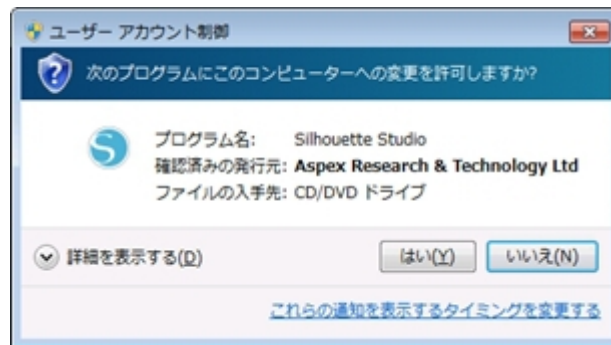 ユーザー アカウント制御
次のプログラムにこのコンピューターへの変更を許可しますか?
S
プログラム名: Silhouette Studio
確認済みの発行元: Aspex Research & Technology Ltd
ファイルの入手先: CD/DVD ドライブ
詳細を表示する(D)
はい(Y)
いいえ(N)
これらの通知を表示するタイミングを変更する